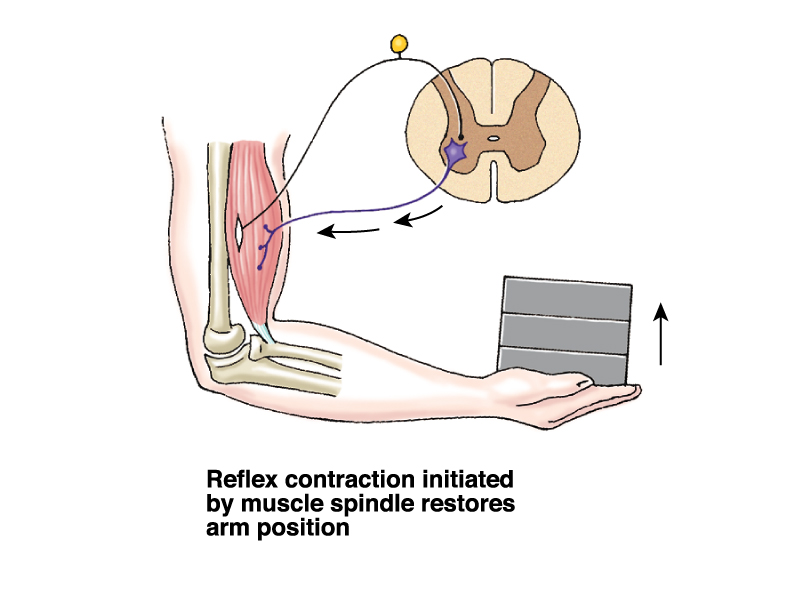 Reflex contraction initiated
by muscle spindle restores
arm position